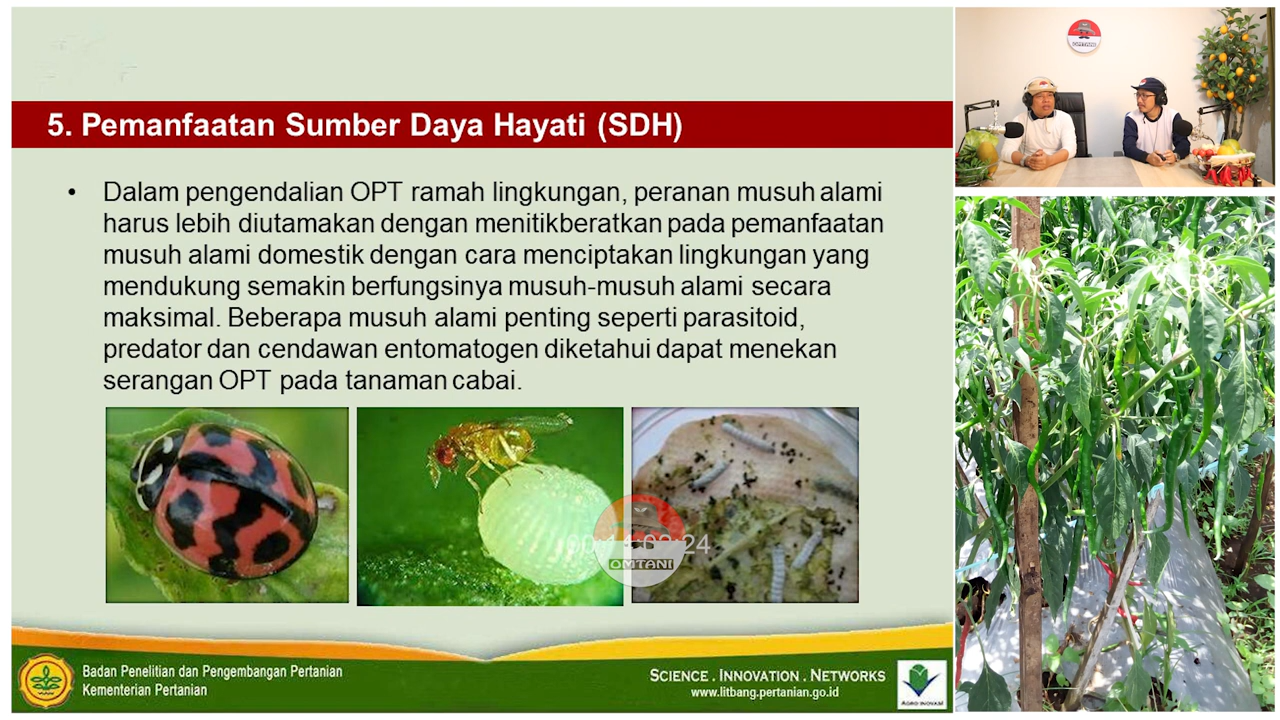 5. Pemanfaatan Sumber Daya Hayati (SDH)
• Dalam pengendalian OPT ramah lingkungan, peranan musuh alami
harus lebih diutamakan dengan menitikberatkan pada pemanfaatan
musuh alami domestik dengan cara menciptakan lingkungan yang
mendukung semakin berfungsinya musuh-musuh alami secara
maksimal. Beberapa musuh alami penting seperti parasitoid,
predator dan cendawan entomatogen diketahui dapat menekan
serangan OPT pada tanaman cabai.
OMTANI
Badan Penelitian dan Pengembangan Pertanian
Kementerian Pertanian
SCIENCE . INNOVATION . NETWORKS
www.litbang.pertanian.go.id
AGRO INOVASI
OMTANI